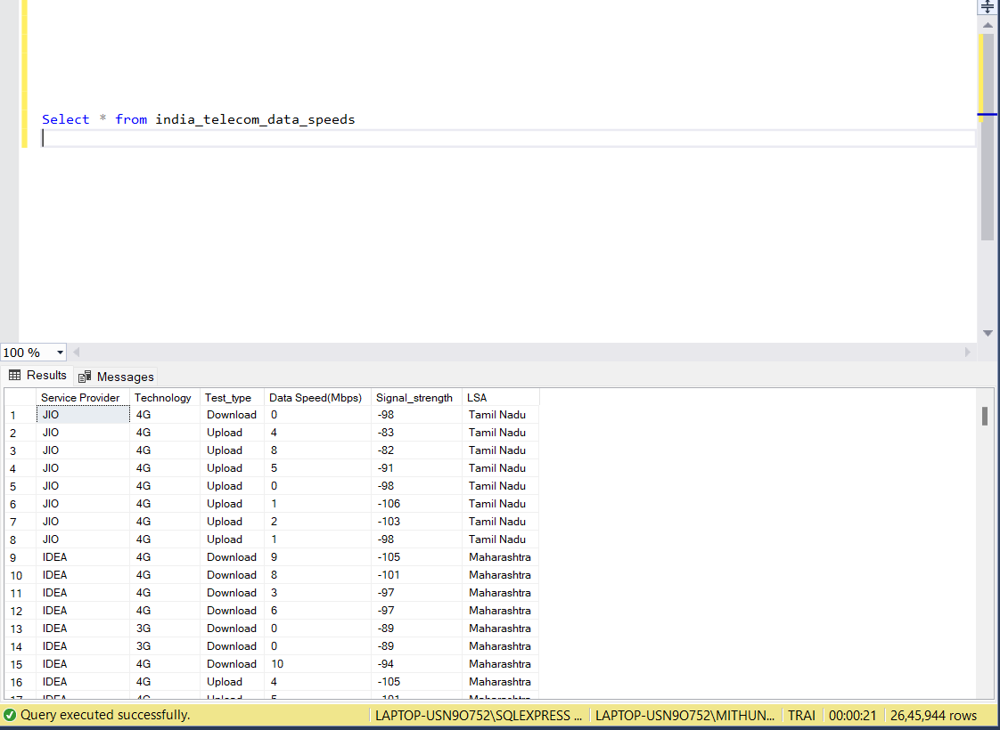 Select * from india_telecom_data_speeds
100 %
Results Messages
Service Provider Technology Test_type Data Speed(Mbps) Signal_strength LSA
1 JIO 4G Download 0 -98 Tamil Nadu
2 JIO 4G Upload 4 -83 Tamil Nadu
3 JIO 4G Upload 8 -82 Tamil Nadu
4 JIO 4G Upload 5 -91 Tamil Nadu
5 JIO 4G Upload 0 -98 Tamil Nadu
6 JIO 4G Upload 1 -106 Tamil Nadu
7 JIO 4G Upload 2 -103 Tamil Nadu
8 JIO 4G Upload 1 -98 Tamil Nadu
9 IDEA 4G Download 9 -105 Maharashtra
10 IDEA 4G Download 8 -101 Maharashtra
11 IDEA 4G Download 3 -97 Maharashtra
12 IDEA 4G Download 6 -97 Maharashtra
13 IDEA 3G Download 0 -89 Maharashtra
14 IDEA 3G Download 0 -89 Maharashtra
15 IDEA 4G Download 10 -94 Maharashtra
16 IDEA 4G Upload 4 -105 Maharashtra
Query executed successfully. LAPTOP-USN9O752\SQLEXPRESS ... LAPTOP-USN9O752\MITHUN... TRAI 00:00:21 26,45,944 rows